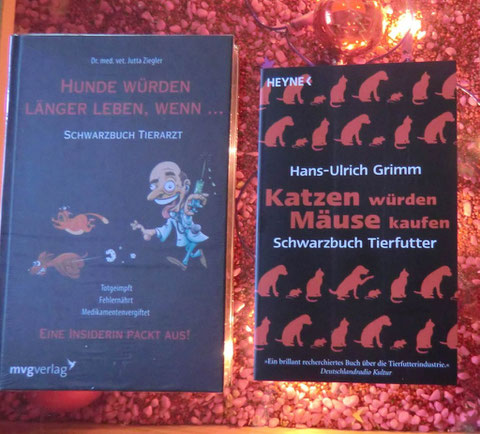 Dr. med. vet. Jutta Ziegler
HUNDE WÜRDEN
LÄNGER LEBEN, WENN ...
SCHWARZBUCH TIERARZT
Totgeimpft
Fehlernährt
Medikamentenvergiftet
EINE INSIDERIN PACKT AUS!
mvgverlag
HEYNE
Hans-Ulrich Grimm
Katzen würden
Mäuse kaufen
Schwarzbuch Tierfutter
»Ein brillant recherchiertes Buch über die Tierfutterindustrie.«
Deutschlandradio Kultur